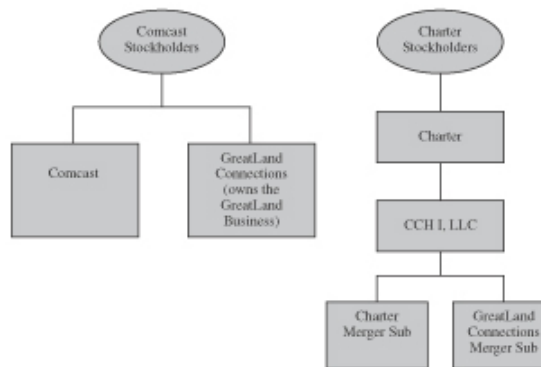 Comcast
Stockholders
Comcast
GreatLand
Connections
(owns the
GreatLand
Business)
Charter
Stockholders
Charter
CCH I, LLC
Charter
Merger Sub
GreatLand
Connections
Merger Sub